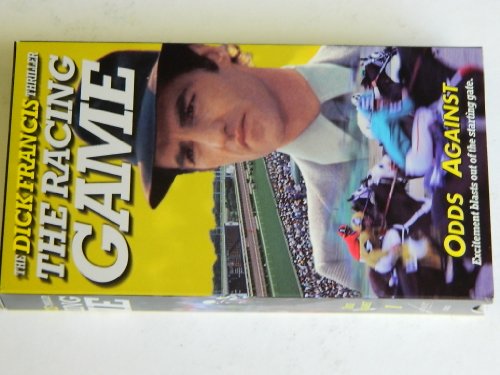 THE DICK FRANCIS THRILLER
THE RACING
GAME
ODDS AGAINST
Excitement blasts out of the starting gate.